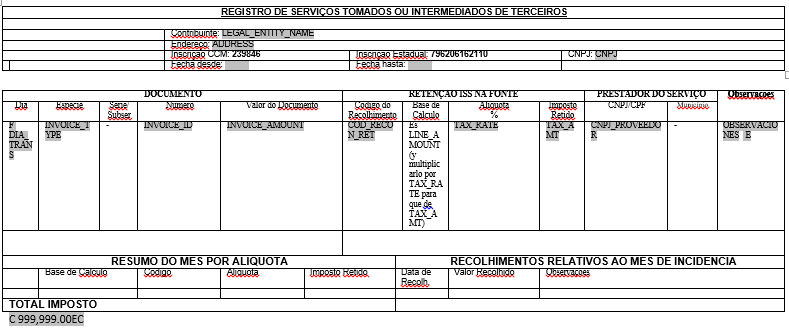 REGISTRO DE SERVIÇOS TOMADOS OU INTERMEDIADOS DE TERCEIROS
Contribuinte: LEGAL_ENTITY_NAME
Endereço: ADDRESS
Inscrição CCM: 239846 Inscrição Estadual: 796206162110 CNPJ: CNPJ
Fecha desde: Fecha hasta:
DOCUMENTO RETENÇÃO ISS NA FONTE PRESTADOR DO SERVIÇO Observações
Dia Especie Serie/ Subser. Numero Valor do Documento Codigo do Recolhimento Base de Calculo Aliquota % Imposto Retido CNPJ/CPF Municipio
F DIA_TRANS INVOICE_TYPE - INVOICE_ID INVOICE_AMOUNT COD_RECON_RET Es LINE_AMOUNT (y multiplicarlo por TAX_RATE para que de TAX_AMT) TAX_RATE TAX_AMT CNPJ_PROVEEDOR - OBSERVACIONES E
RESUMO DO MES POR ALIQUOTA RECOLHIMENTOS RELATIVOS AO MES DE INCIDENCIA
Base de Calculo Codigo Aliquota Imposto Retido Data de Recolh. Valor Recolhido Observaçoes
TOTAL IMPOSTO
C 999,999.00EC